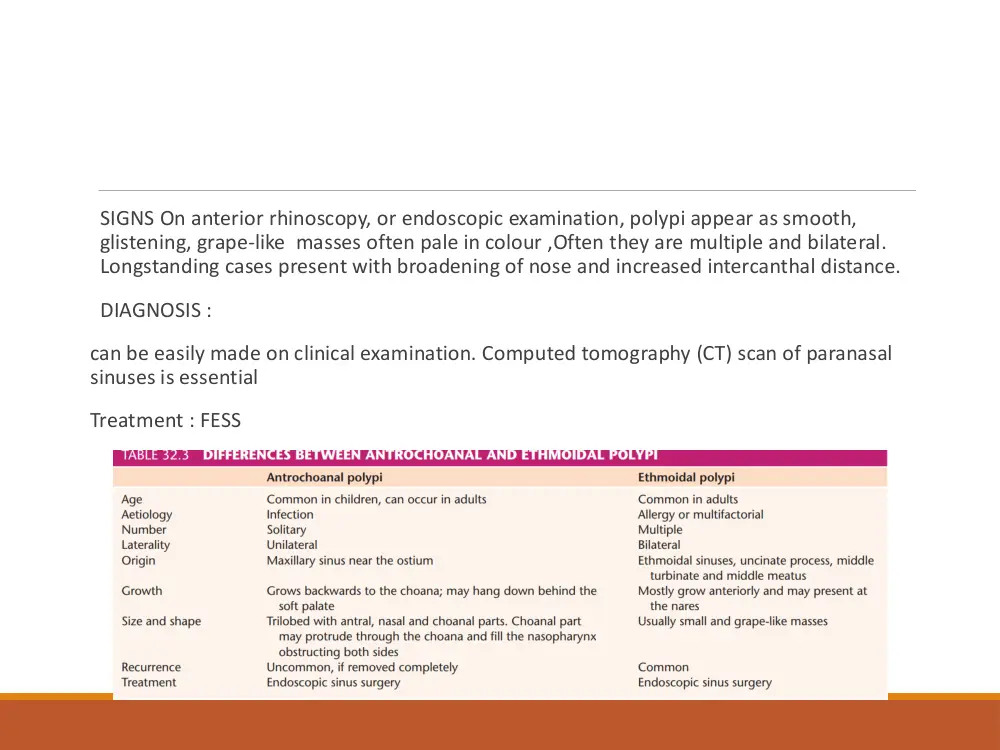 SIGNS On anterior rhinoscopy, or endoscopic examination, polypi appear as smooth,
glistening, grape-like  masses often pale in colour ,Often they are multiple and bilateral.
Longstanding cases present with broadening of nose and increased intercanthal distance.
DIAGNOSIS :
can be easily made on clinical examination. Computed tomography (CT) scan of paranasal
sinuses is essential
Treatment : FESS
TABLE 32.3 DIFFERENCES BETWEEN ANTROCHOANAL AND ETHMOIDAL POLYPI
Antrochoanal polypi Ethmoidal polypi
Age Common in children, can occur in adults Common in adults
Aetiology Infection Allergy or multifactorial
Number Solitary Multiple
Laterality Unilateral Bilateral
Origin Maxillary sinus near the ostium Ethmoidal sinuses, uncinate process, middle
turbinate and middle meatus
Growth Grows backwards to the choana; may hang down behind the Mostly grow anteriorly and may present at
soft palate the nares
Size and shape Trilobed with antral, nasal and choanal parts. Choanal part Usually small and grape-like masses
may protrude through the choana and fill the nasopharynx
obstructing both sides
Recurrence Uncommon, if removed completely Common
Treatment Endoscopic sinus surgery Endoscopic sinus surgery